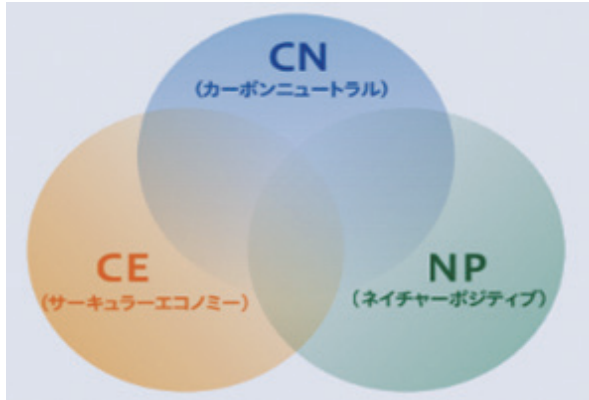 CN
(カーボンニュートラル)
CE
(サーキュラーエコノミー)
NP
(ネイチャーポジティブ)